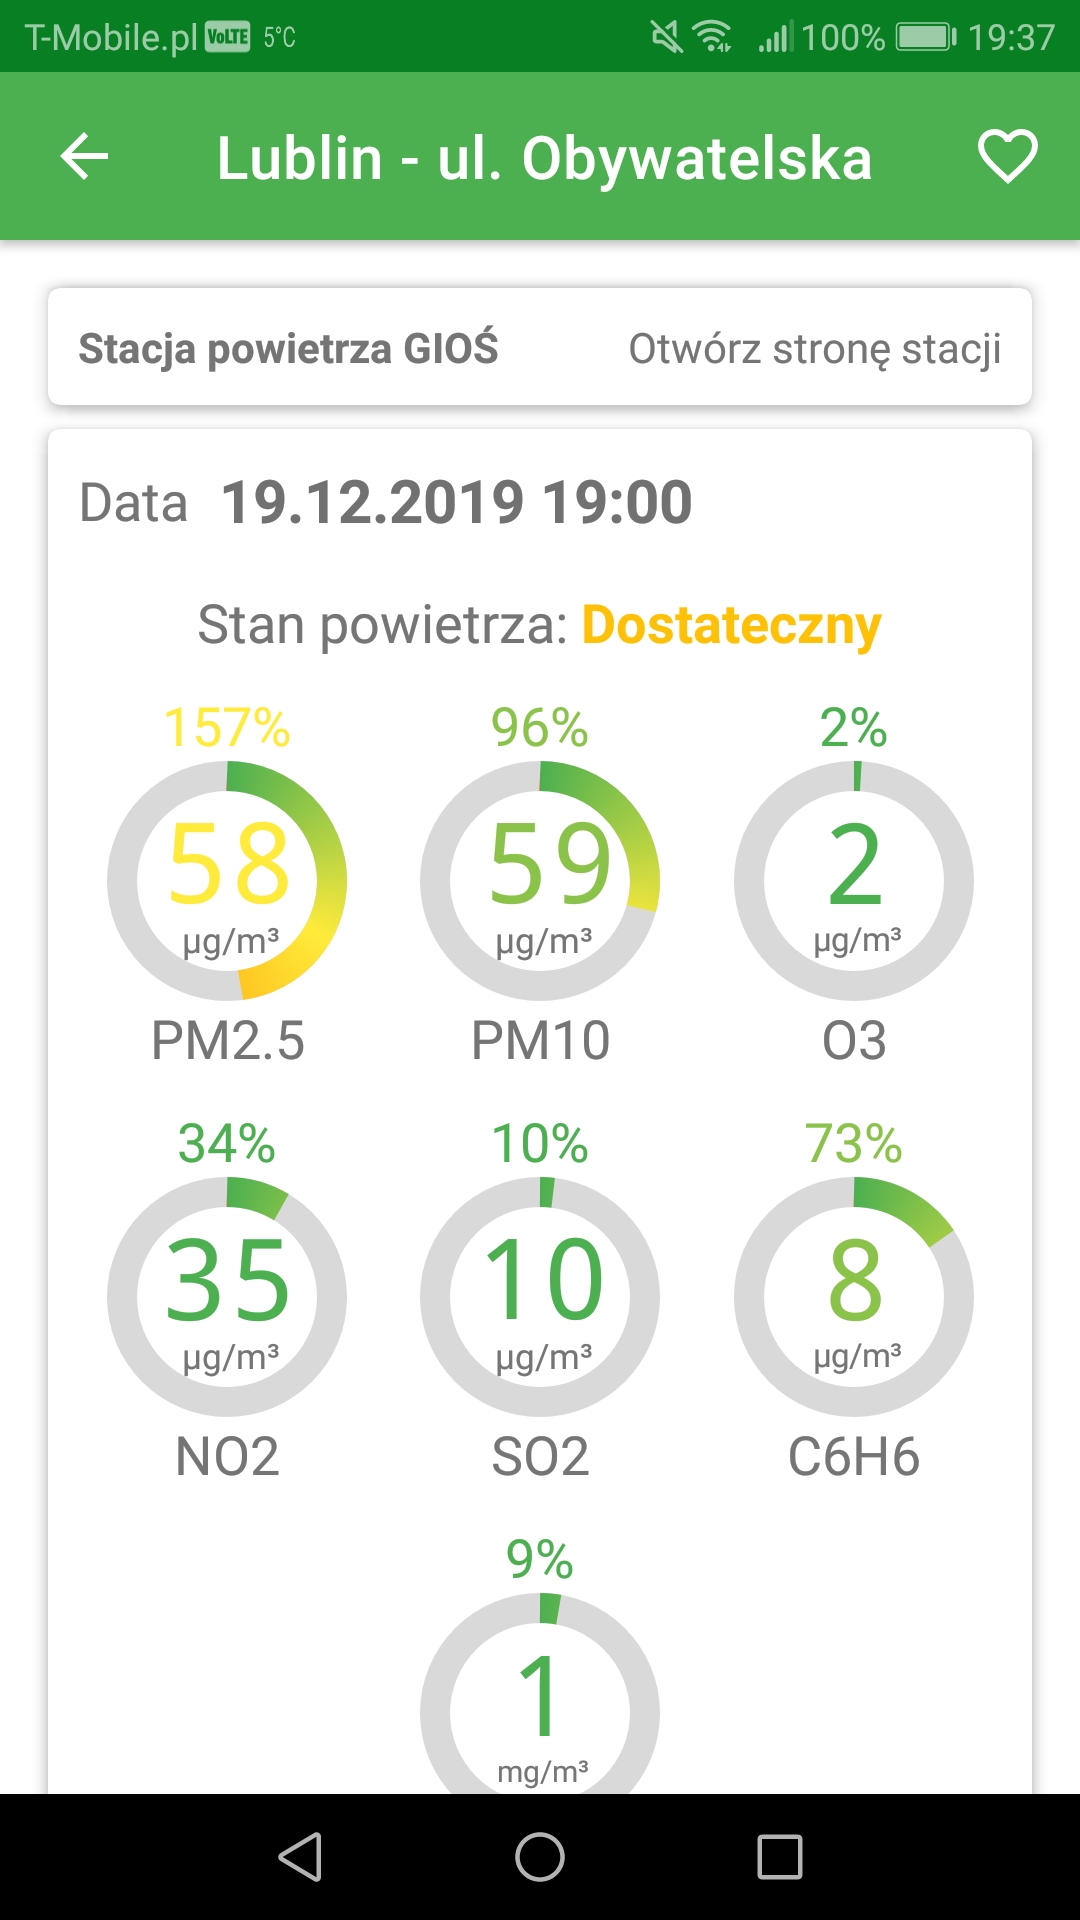 T-Mobile.pl VoLTE 5°C 100% 19:37
Lublin - ul. Obywatelska
Stacja powietrza GIOŚ Otwórz stronę stacji
Data 19.12.2019 19:00
Stan powietrza: Dostateczny
157% 96% 2%
58 59 2
µg/m³ µg/m³ µg/m³
PM2.5 PM10 O3
34% 10% 73%
35 10 8
µg/m³ µg/m³ µg/m³
NO2 SO2 C6H6
9%
1
mg/m³